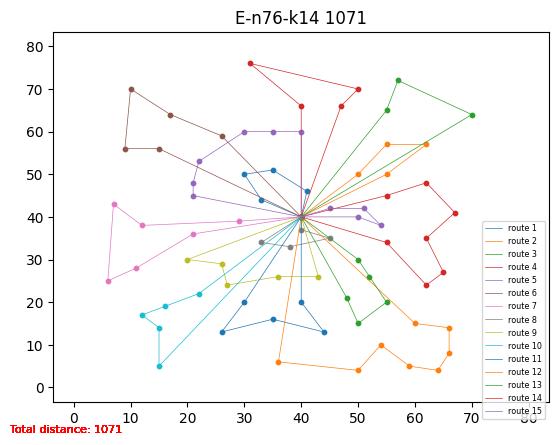 E-n76-k14 1071
80
70
60
50
40
30
20
10
0
0 10 20 30 40 50 60 70 80
route 1
route 2
route 3
route 4
route 5
route 6
route 7
route 8
route 9
route 10
route 11
route 12
route 13
route 14
route 15
Total distance: 1071